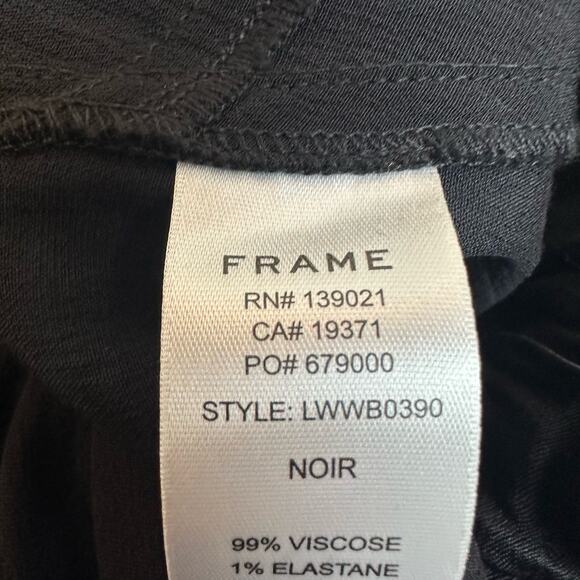 FRAME
RN# 139021
CA# 19371
PO# 679000
STYLE: LWWB0390
NOIR
99% VISCOSE
1% ELASTANE